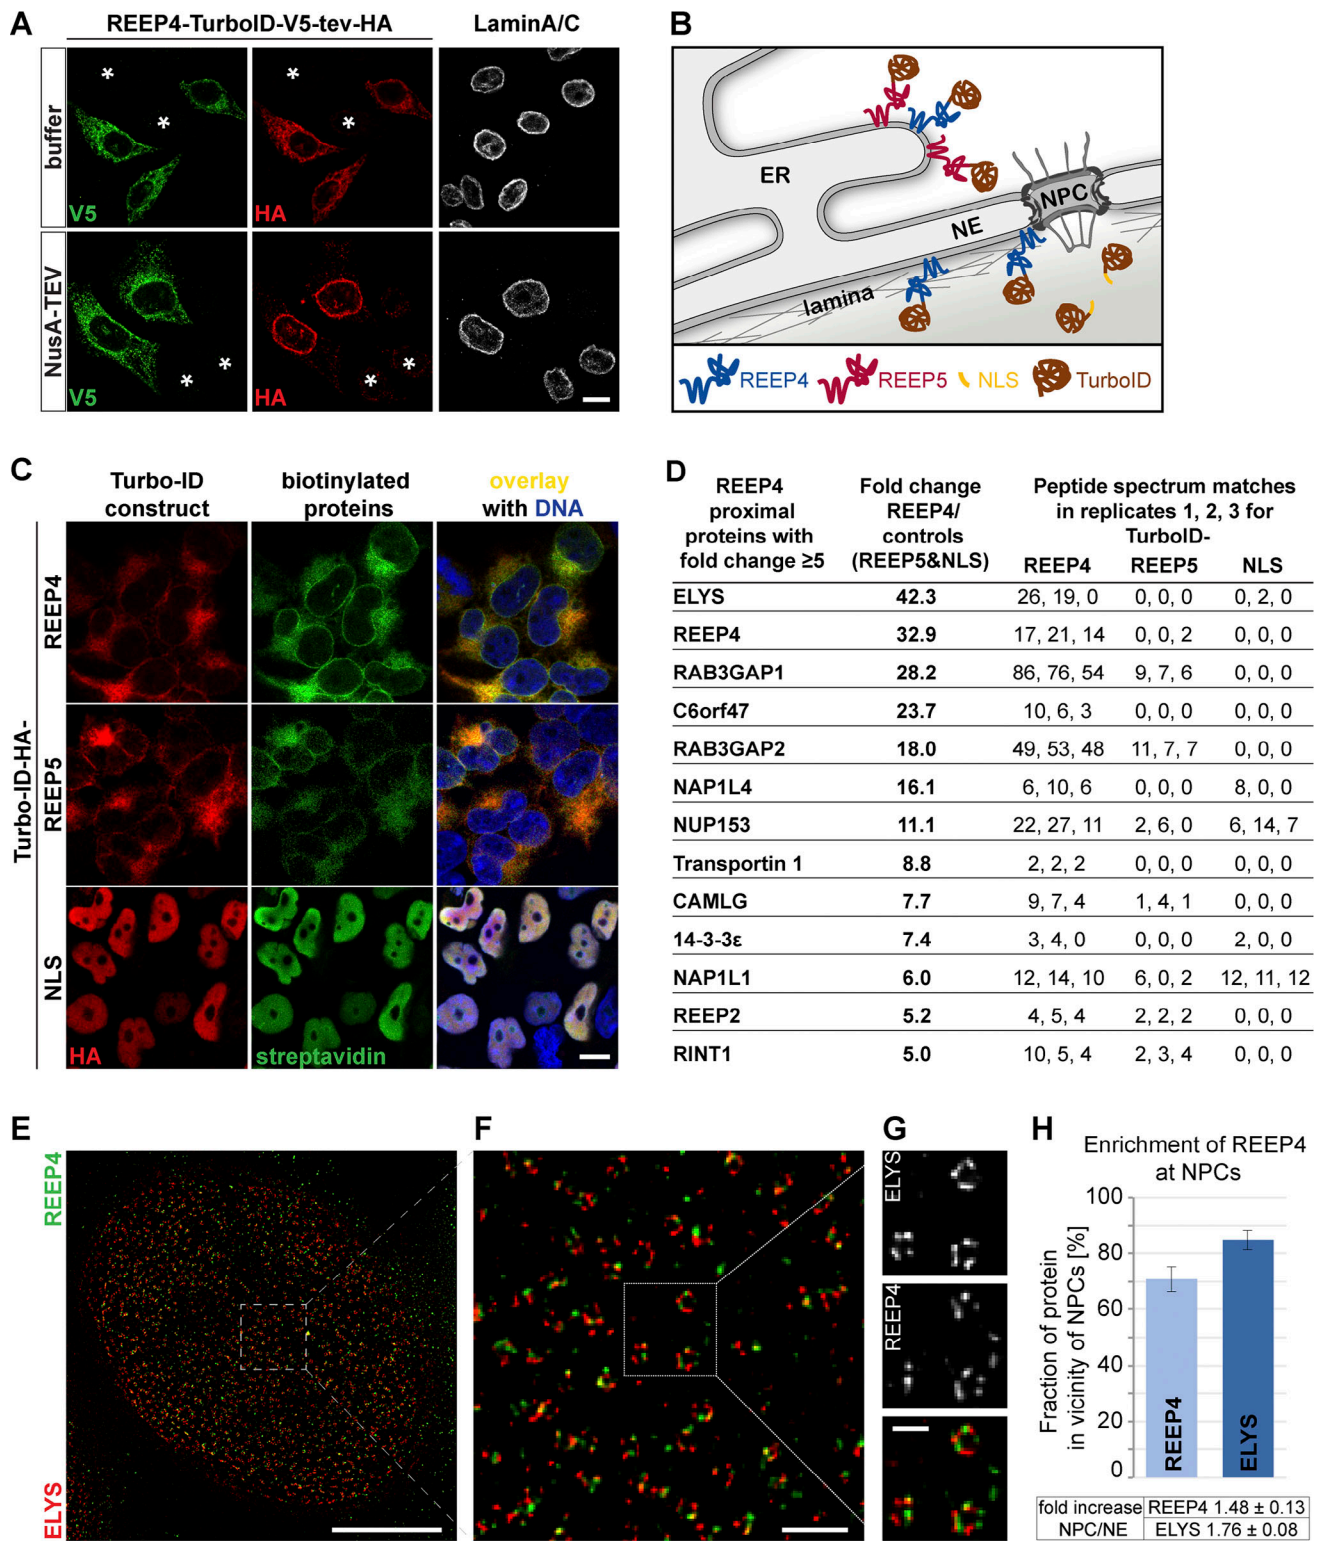 A
REEP4-TurboID-V5-tev-HA
LaminA/C
buffer
*
*
*
*
V5
HA
NusA-TEV
*
*
*
*
V5
HA
B
ER
NPC
NE
lamina
REEP4
REEP5
NLS
TurboID
C
Turbo-ID
construct
biotinylated
proteins
overlay
with DNA
Turbo-ID-HA-
REEP4
REEP5
NLS
HA
streptavidin
D
REEP4
proximal
proteins with
fold change ≥5
Fold change
REEP4/
controls
(REEP5&NLS)
Peptide spectrum matches
in replicates 1, 2, 3 for
TurboID-
REEP4 REEP5 NLS
ELYS 42.3 26, 19, 0 0, 0, 0 0, 2, 0
REEP4 32.9 17, 21, 14 0, 0, 2 0, 0, 0
RAB3GAP1 28.2 86, 76, 54 9, 7, 6 0, 0, 0
C6orf47 23.7 10, 6, 3 0, 0, 0 0, 0, 0
RAB3GAP2 18.0 49, 53, 48 11, 7, 7 0, 0, 0
NAP1L4 16.1 6, 10, 6 0, 0, 0 8, 0, 0
NUP153 11.1 22, 27, 11 2, 6, 0 6, 14, 7
Transportin 1 8.8 2, 2, 2 0, 0, 0 0, 0, 0
CAMLG 7.7 9, 7, 4 1, 4, 1 0, 0, 0
14-3-3ε 7.4 3, 4, 0 0, 0, 0 2, 0, 0
NAP1L1 6.0 12, 14, 10 6, 0, 2 12, 11, 12
REEP2 5.2 4, 5, 4 2, 2, 2 0, 0, 0
RINT1 5.0 10, 5, 4 2, 3, 4 0, 0, 0
E
REEP4
ELYS
F
G
ELYS
REEP4
H
Enrichment of REEP4
at NPCs
Fraction of protein
in vicinity of NPCs [%]
100
80
60
40
20
0
REEP4
ELYS
fold increase REEP4 1.48 ± 0.13
NPC/NE ELYS 1.76 ± 0.08